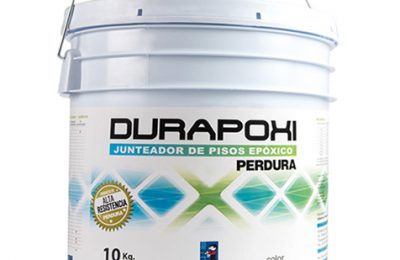 DURAPOXI
JUNTEADOR DE PISOS EPÓXICO
PERDURA
ALTA
RESISTENCIA
PERDURA
10 Kg.
color